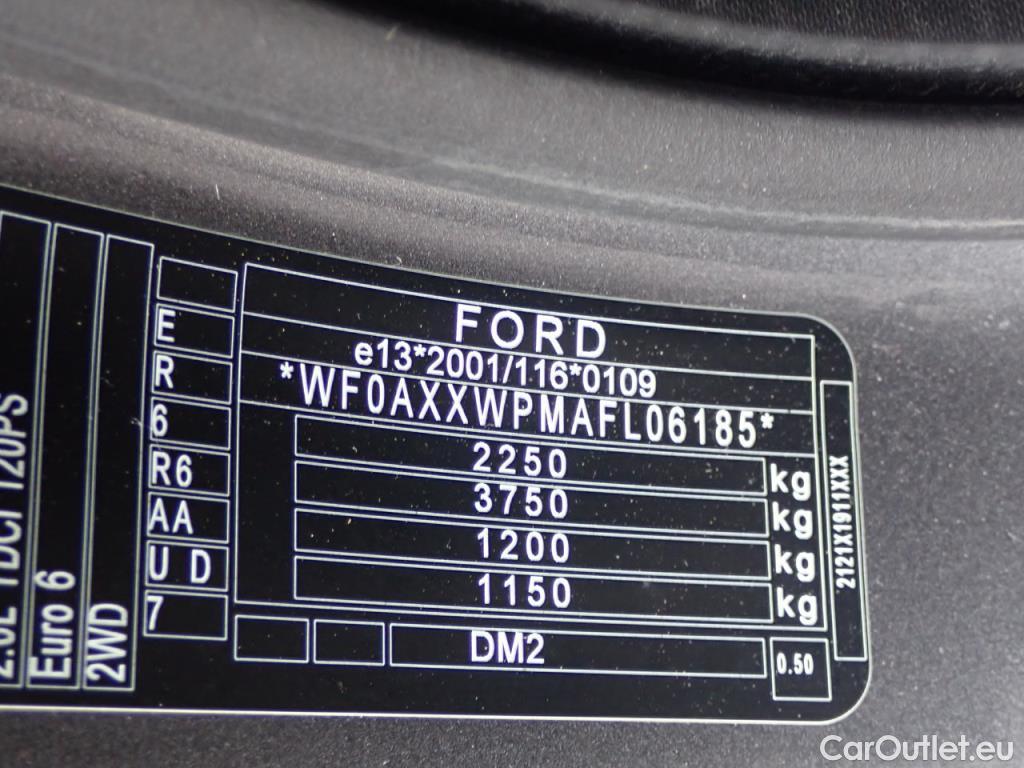 FORD
e13*2001/116*0109
*WF0AXXWPMAFL06185*
2250 kg
3750 kg
1200 kg
1150 kg
DM2
0.50
E
R
6
R6
AA
U D
7
2.0L TDCI 120PS
Euro 6
2WD
2121X1911XXX
CarOutlet.eu